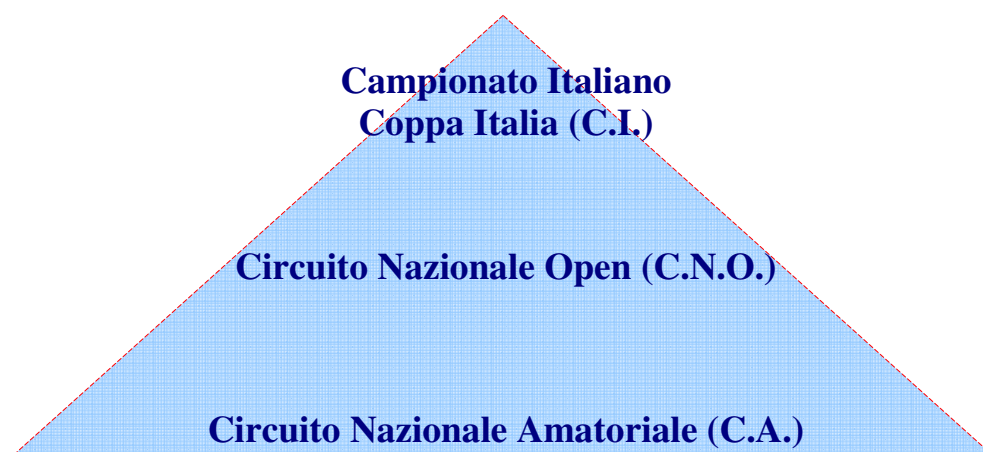 Campionato Italiano
Coppa Italia (C.I.)
Circuito Nazionale Open (C.N.O.)
Circuito Nazionale Amatoriale (C.A.)